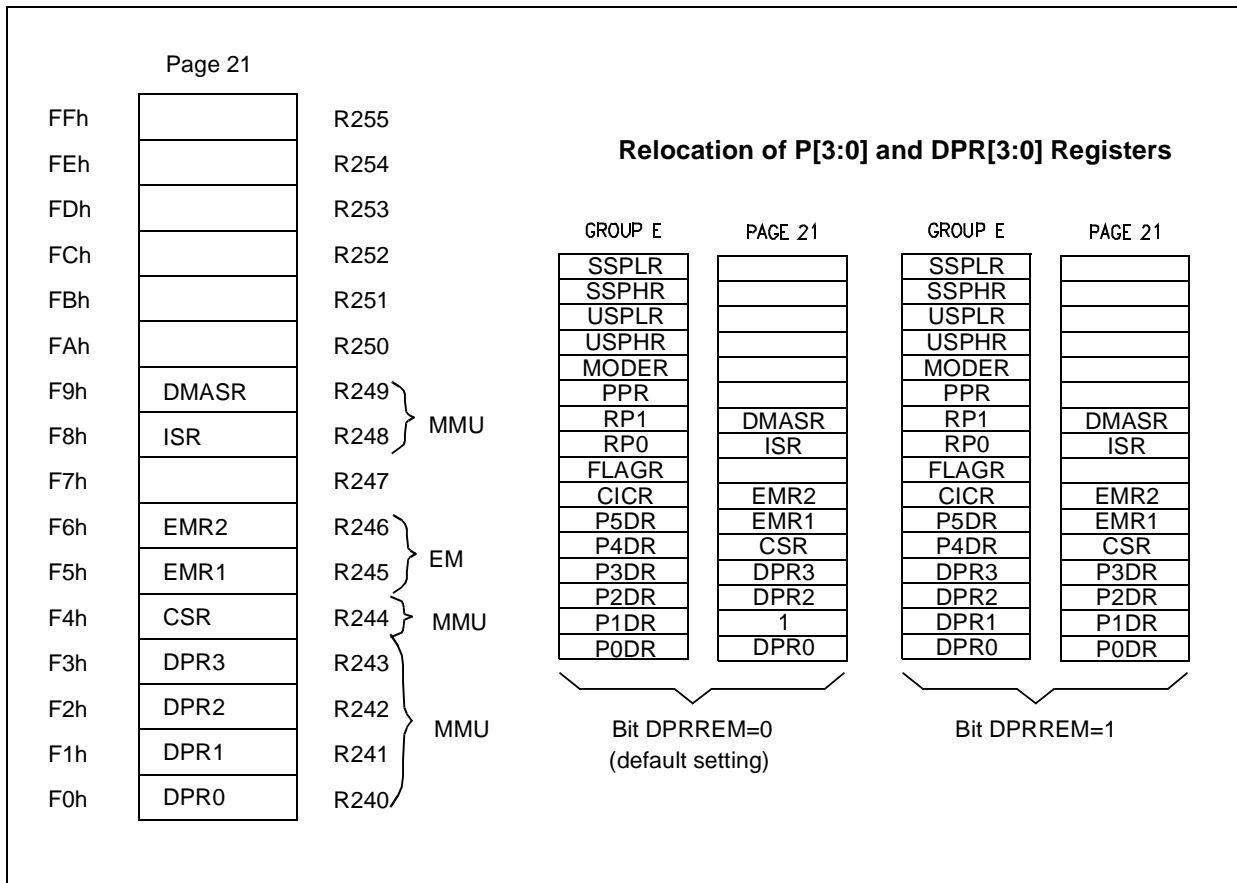 Page 21
FFh R255
FEh R254
FDh R253
FCh R252
FBh R251
FAh R250
F9h DMASR R249
F8h ISR R248
MMU
F7h R247
F6h EMR2 R246
F5h EMR1 R245
EM
F4h CSR R244 MMU
F3h DPR3 R243
F2h DPR2 R242
MMU
F1h DPR1 R241
F0h DPR0 R240
Relocation of P[3:0] and DPR[3:0] Registers
GROUP E PAGE 21 GROUP E PAGE 21
SSPLR SSPLR
SSPHR SSPHR
USPLR USPLR
USPHR USPHR
MODER MODER
PPR PPR
RP1 DMASR RP1 DMASR
RP0 ISR RP0 ISR
FLAGR FLAGR
CICR EMR2 CICR EMR2
P5DR EMR1 P5DR EMR1
P4DR CSR P4DR CSR
P3DR DPR3 DPR3 P3DR
P2DR DPR2 DPR2 P2DR
P1DR 1 DPR1 P1DR
P0DR DPR0 DPR0 P0DR
Bit DPRREM=0 Bit DPRREM=1
(default setting)